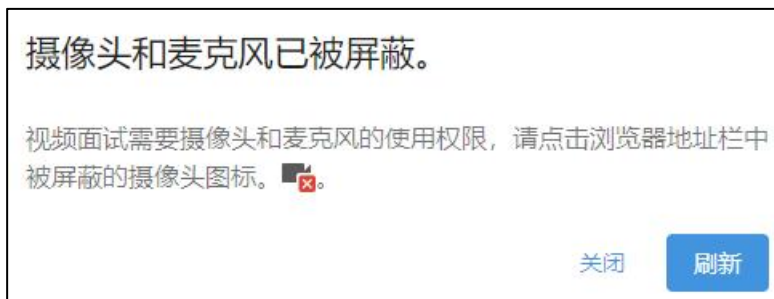 摄像头和麦克风已被屏蔽。
视频面试需要摄像头和麦克风的使用权限，请点击浏览器地址栏中
被屏蔽的摄像头图标。。
关闭
刷新